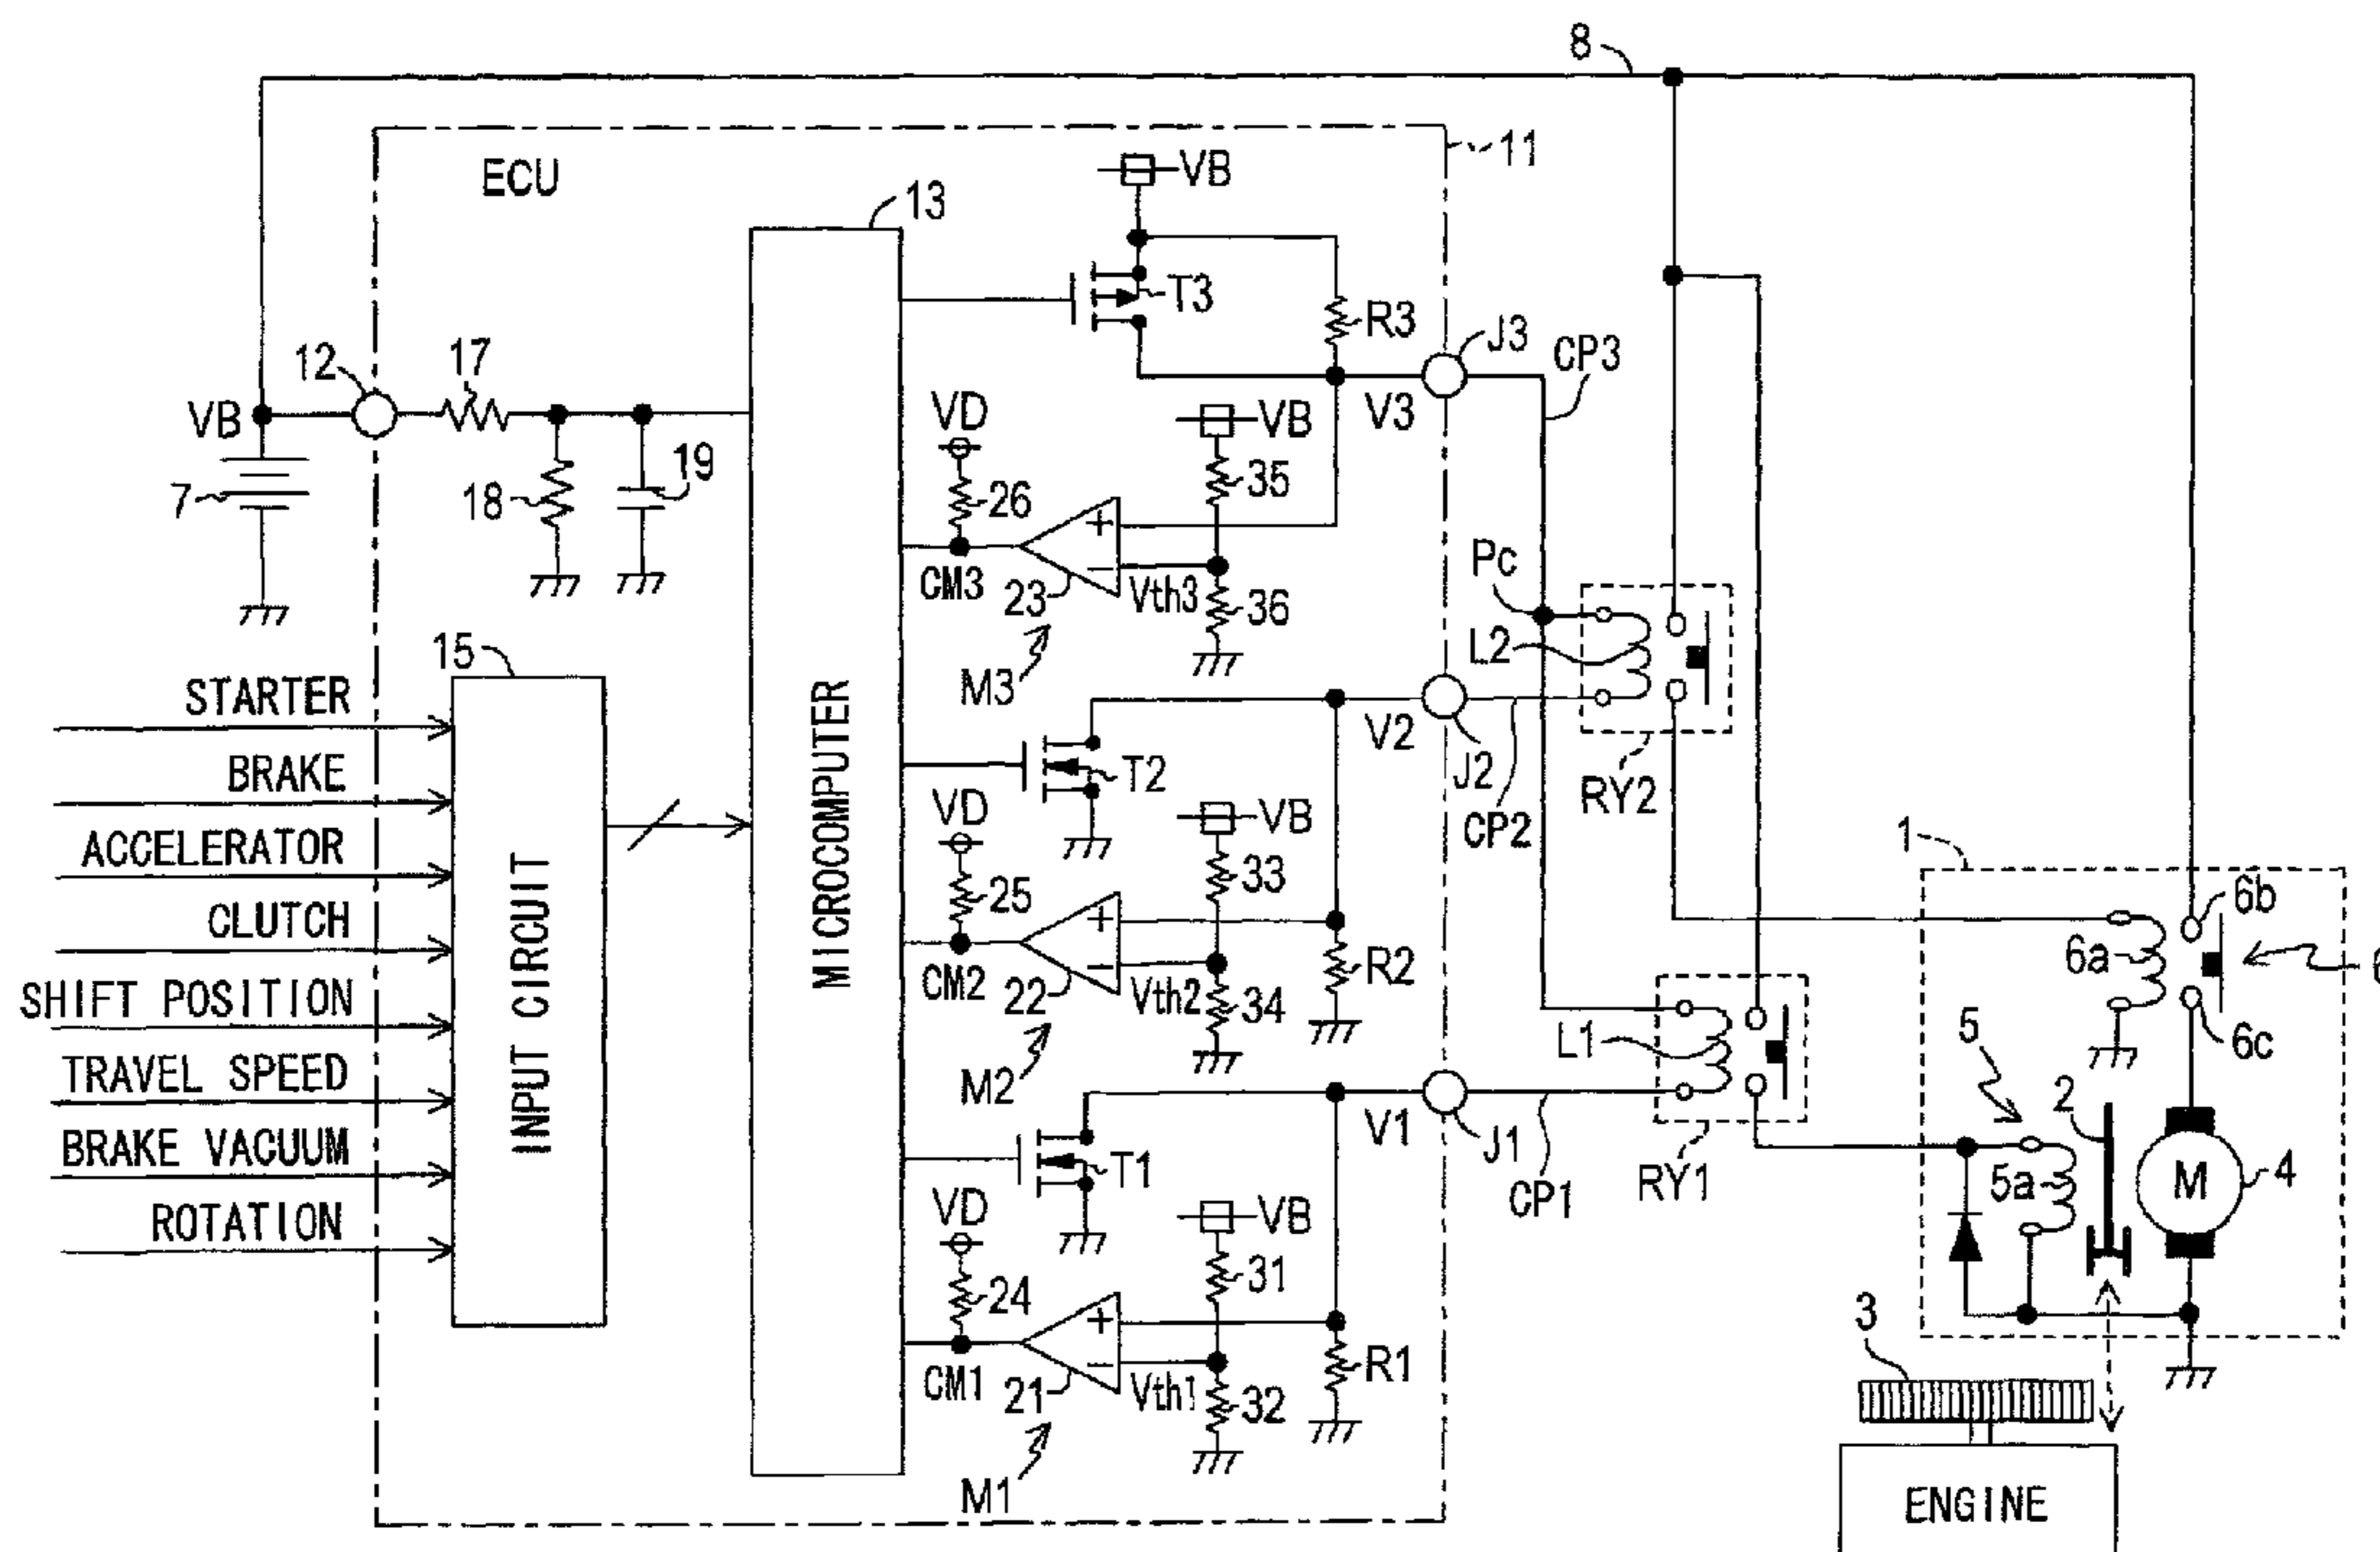 8
ECU
11
VB
13
T3
R3
J3
CP3
12
17
VB
V3
VD
VB
7
18
19
26
35
Pc
CM3
23
Vth3
36
L2
15
M3
STARTER
V2
J2
RY2
BRAKE
T2
CP2
ACCELERATOR
VD
VB
1
25
33
6b
CLUTCH
INPUT CIRCUIT
MICROCOMPUTER
CM2
22
Vth2
34
R2
6a
6
SHIFT POSITION
L1
6c
M2
V1
J1
5
2
TRAVEL SPEED
BRAKE VACUUM
T1
CP1
RY1
5a
M
4
ROTATION
VD
VB
24
31
3
CM1
21
Vth1
32
R1
M1
ENGINE